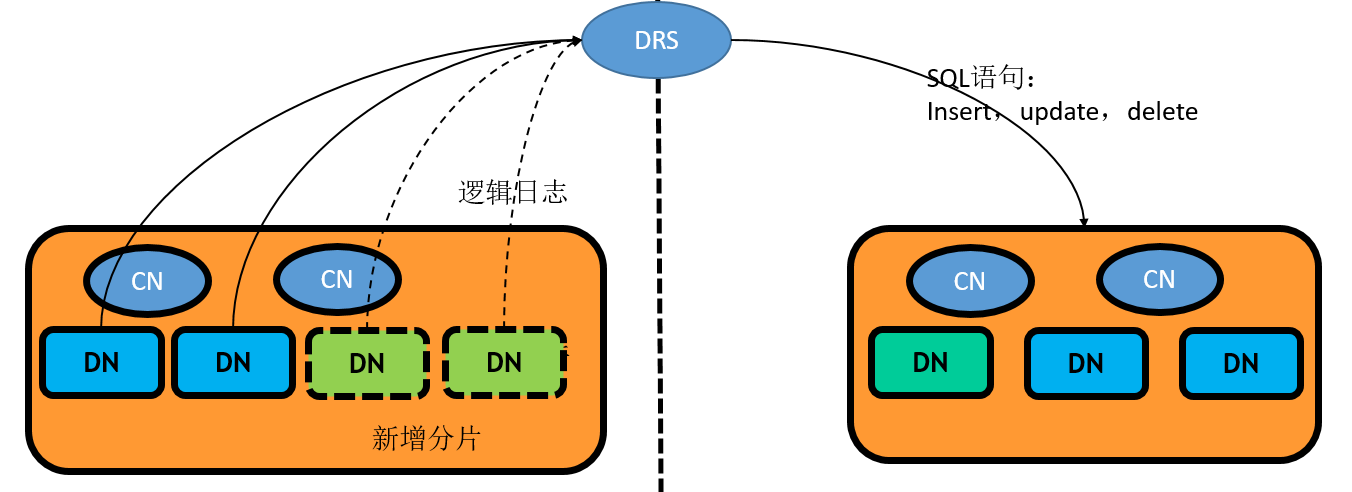 DRS
SQL语句：
Insert，update，delete
逻辑日志
CN
CN
DN
DN
DN
DN
新增分片
CN
CN
DN
DN
DN